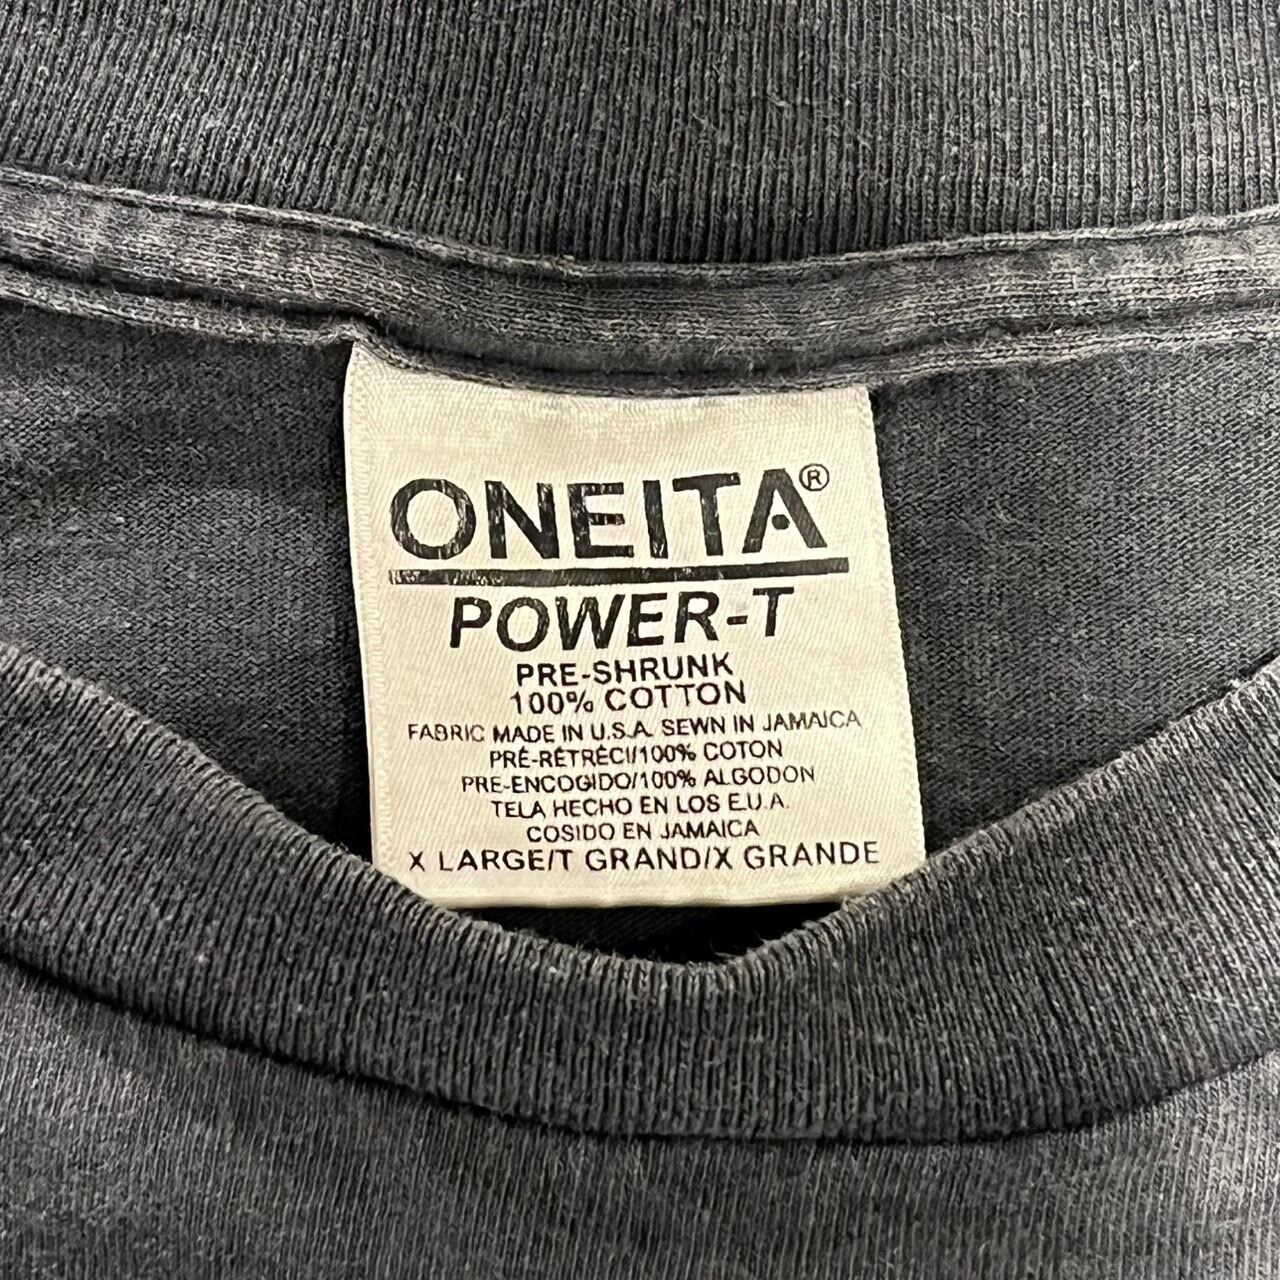 ONEITA®
POWER-T
PRE-SHRUNK
100% COTTON
FABRIC MADE IN U.S.A. SEWN IN JAMAICA
PRÉ-RÉTRÉCI/100% COTON
PRE-ENCOGIDO/100% ALGODON
TELA HECHO EN LOS E.U.A.
COSIDO EN JAMAICA
X LARGE/T GRAND/X GRANDE